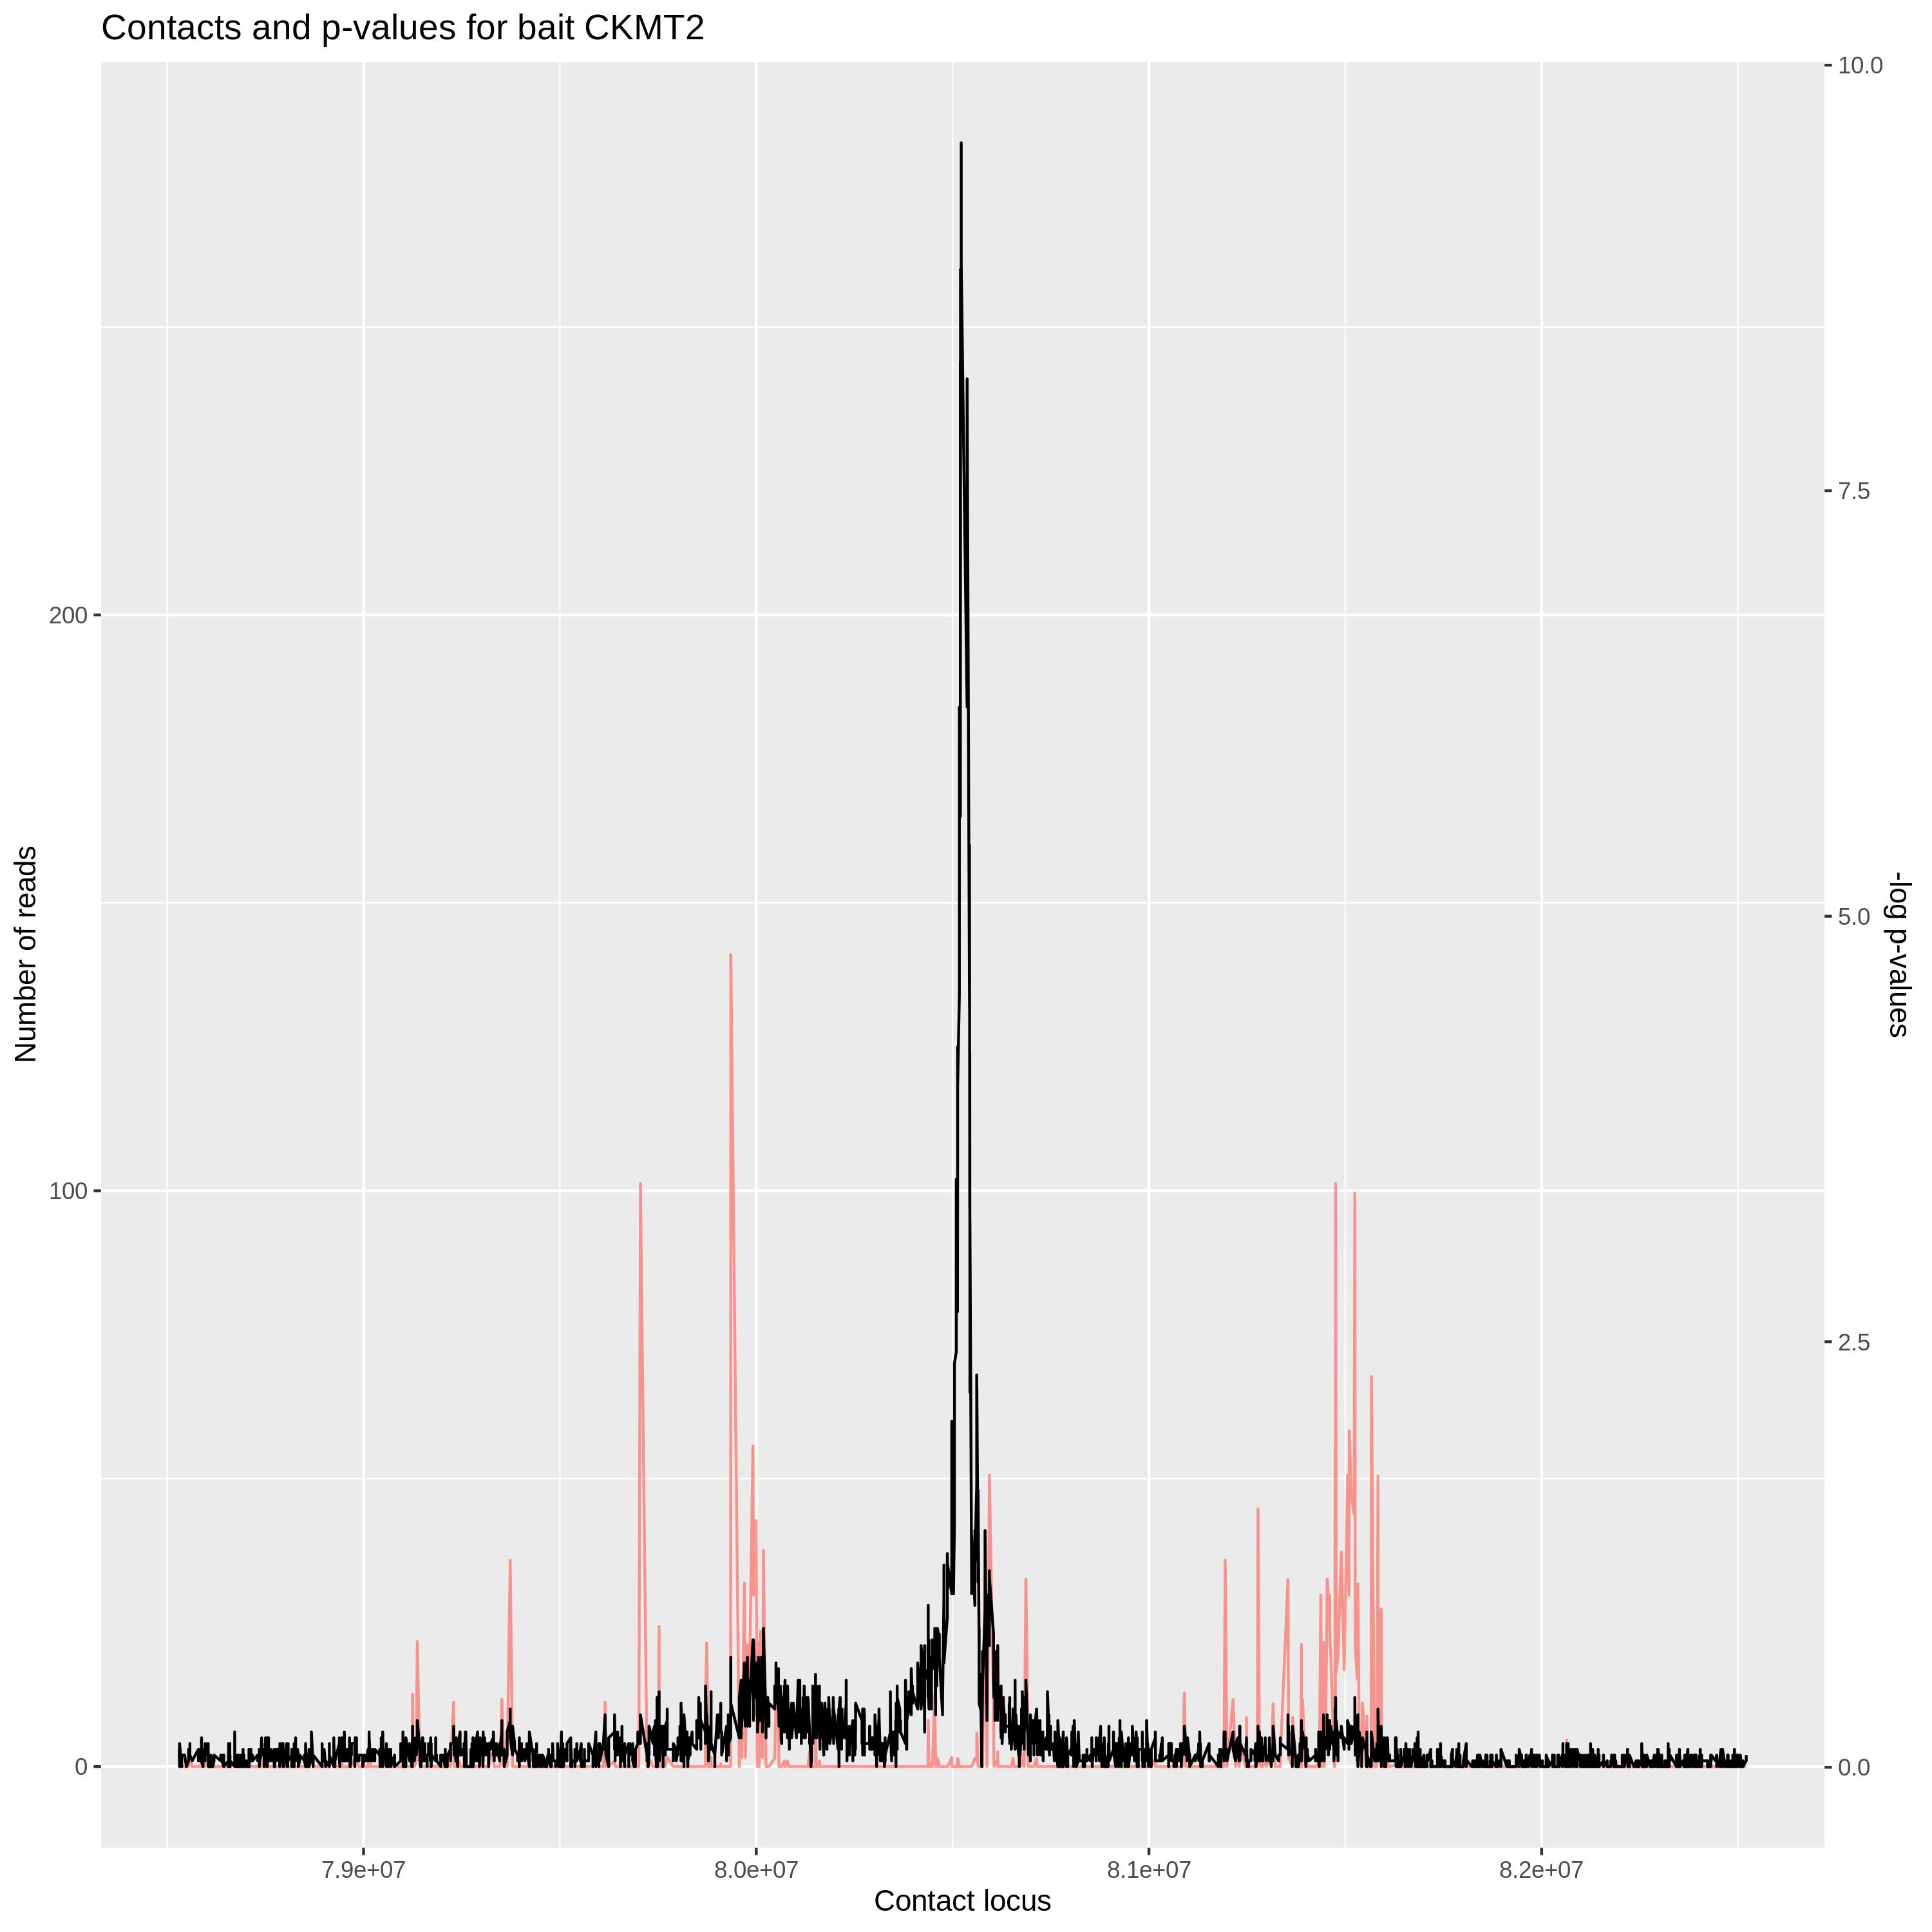 Contacts and p-values for bait CKMT2
10.0
7.5
200
5.0
Number of reads
-log p-values
100
2.5
0
0.0
7.9e+07 8.0e+07 8.1e+07 8.2e+07
Contact locus